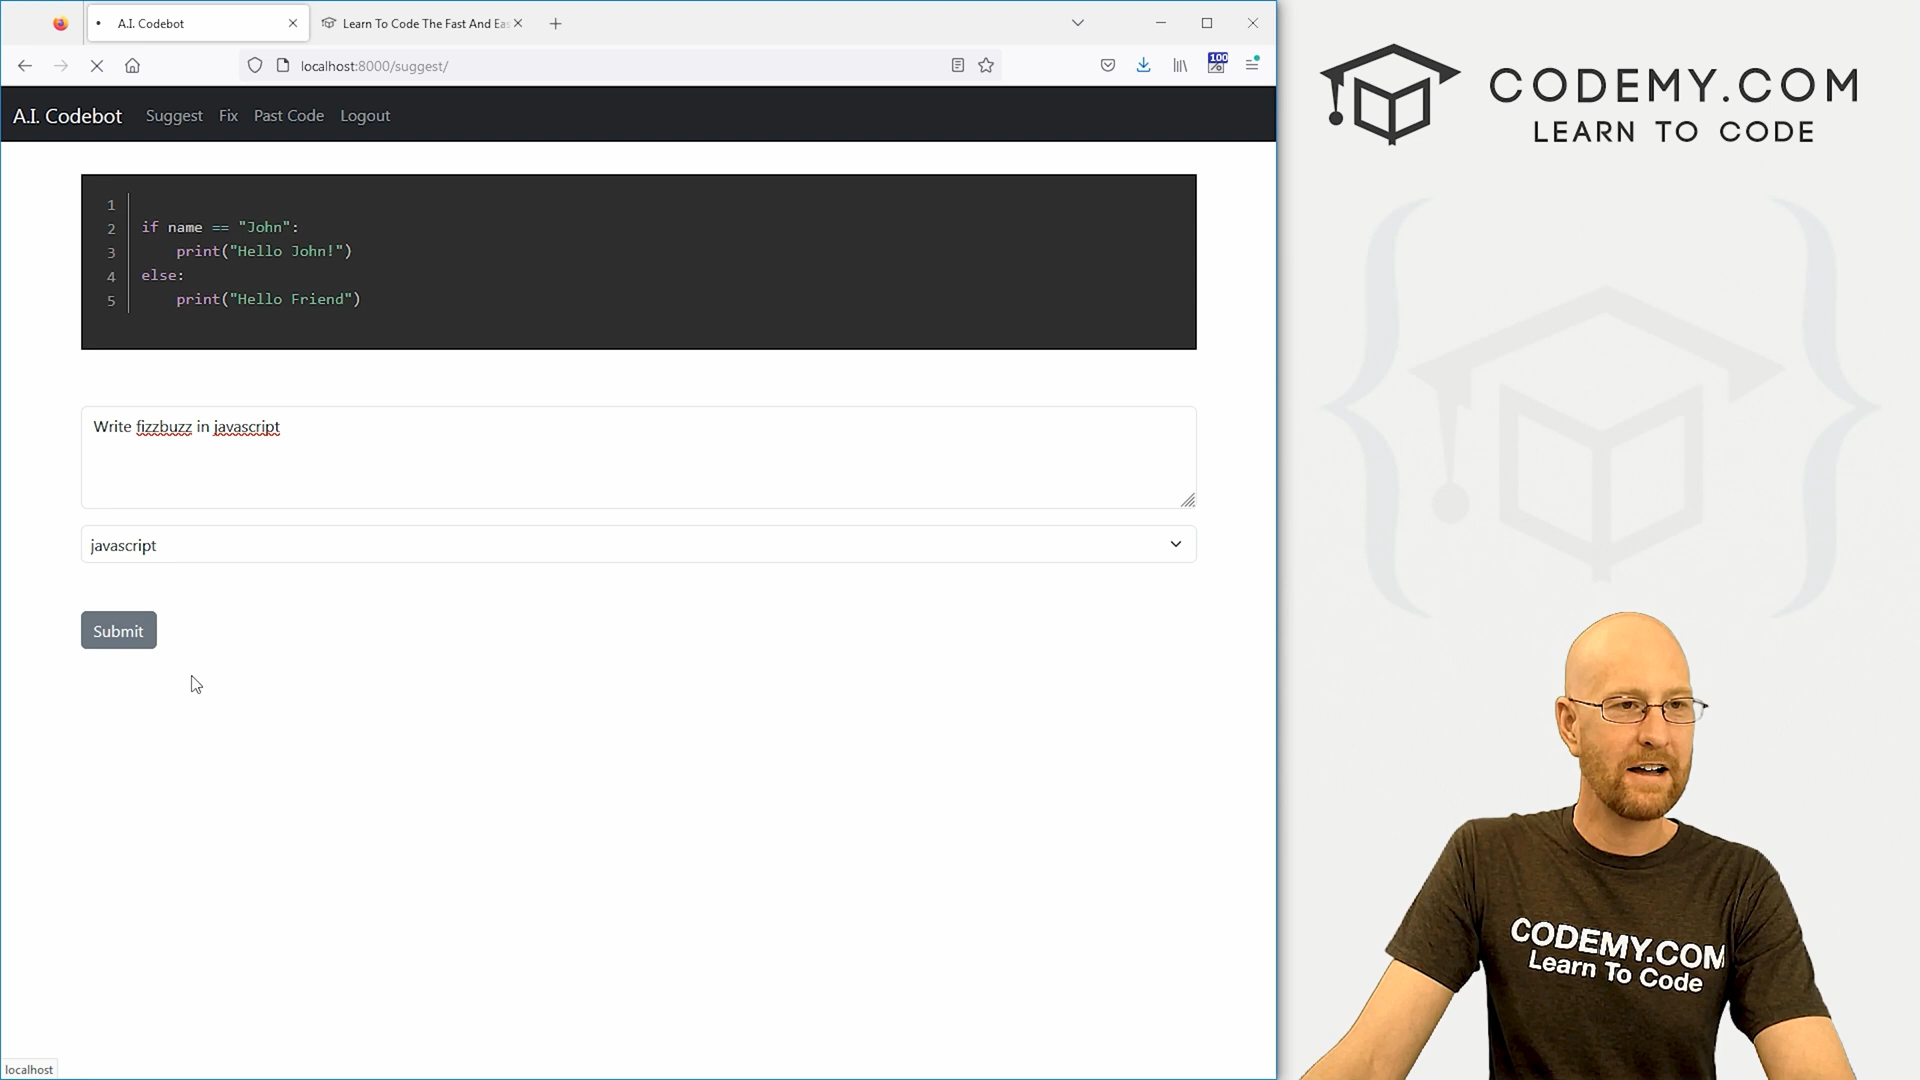 A.I. Codebot
Learn To Code The Fast And Eas
localhost:8000/suggest/
100
A.I. Codebot Suggest Fix Past Code Logout
1
2 if name == "John":
3 print("Hello John!")
4 else:
5 print("Hello Friend")
Write fizzbuzz in javascript
javascript
Submit
localhost
CODEMY.COM
LEARN TO CODE
CODEMY.COM
Learn To Code